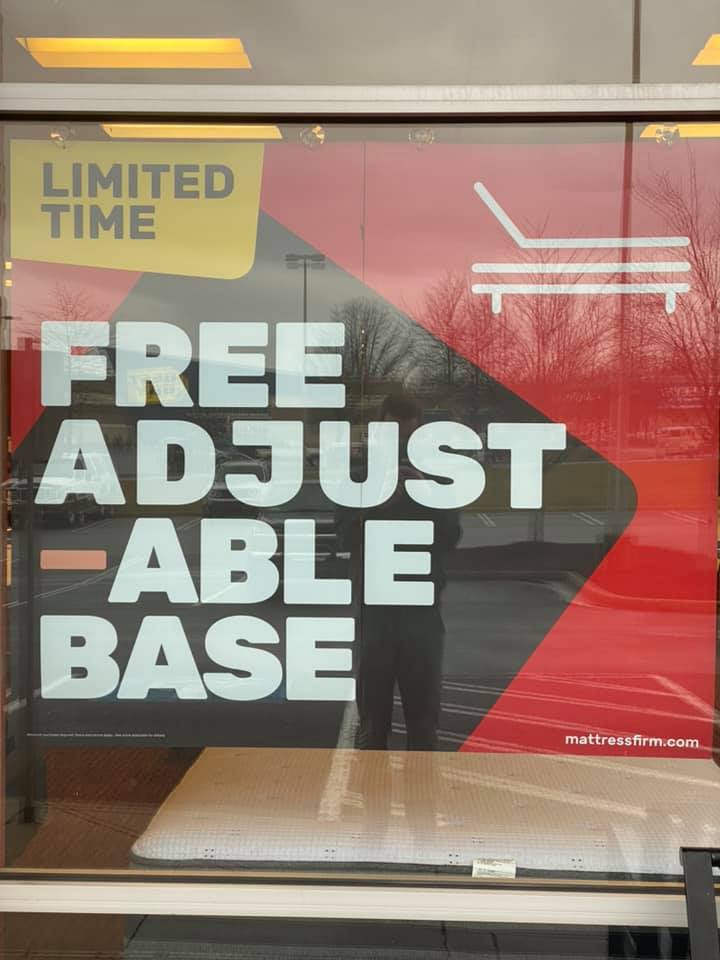 LIMITED
TIME
FREE
ADJUST
-ABLE
BASE
mattressfirm.com